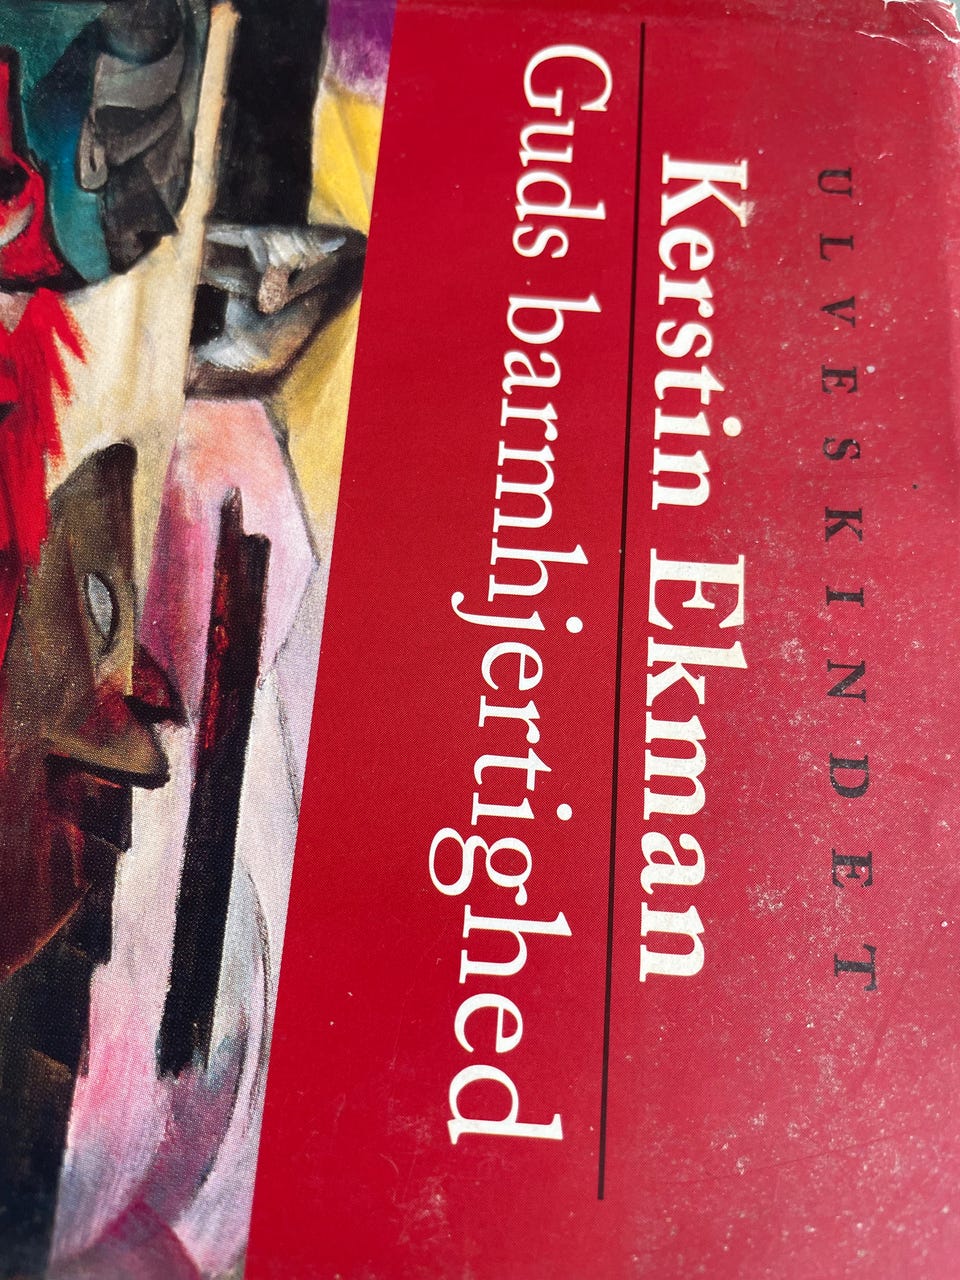 ULVESKINDET
Kerstin Ekman
Guds barmhjertighed